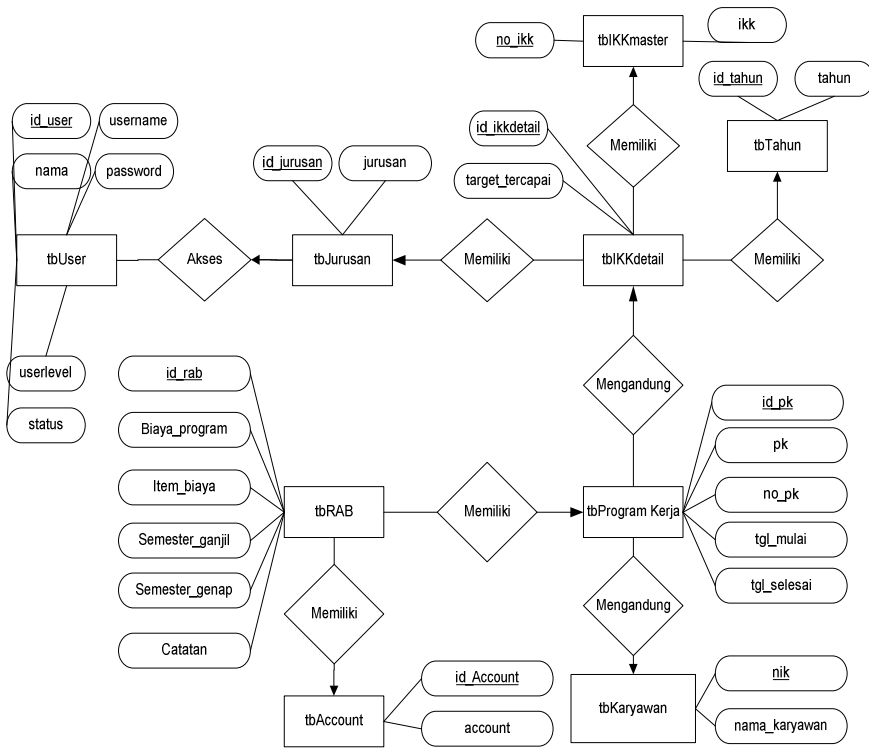 no_ikk
tbIKKmaster
ikk
id_tahun
tahun
id_user
username
id_ikkdetail
Memiliki
tbTahun
nama
password
id_jurusan
jurusan
target_tercapai
tbUser
Akses
tbJurusan
Memiliki
tbIKKdetail
Memiliki
userlevel
id_rab
Mengandung
id_pk
status
Biaya_program
pk
Item_biaya
no_pk
tbRAB
Memiliki
tbProgram Kerja
Semester_ganjil
tgl_mulai
Semester_genap
tgl_selesai
Memiliki
Mengandung
Catatan
id_Account
nik
tbAccount
account
tbKaryawan
nama_karyawan